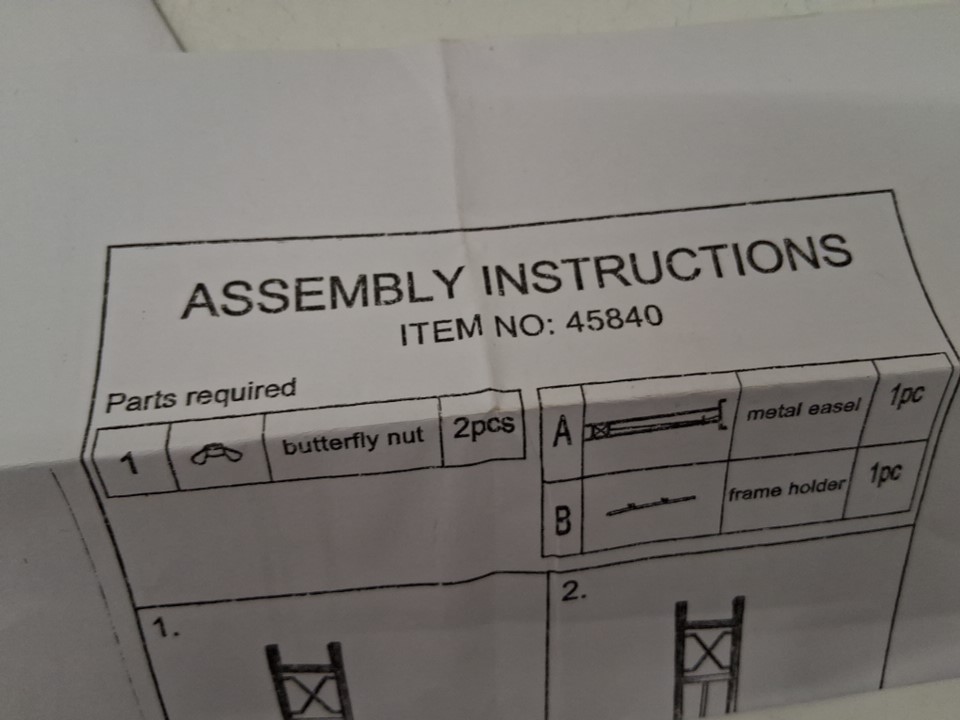 ASSEMBLY INSTRUCTIONS
ITEM NO: 45840
Parts required
1 butterfly nut 2pcs
A metal easel 1pc
B frame holder 1pc
1.
2.